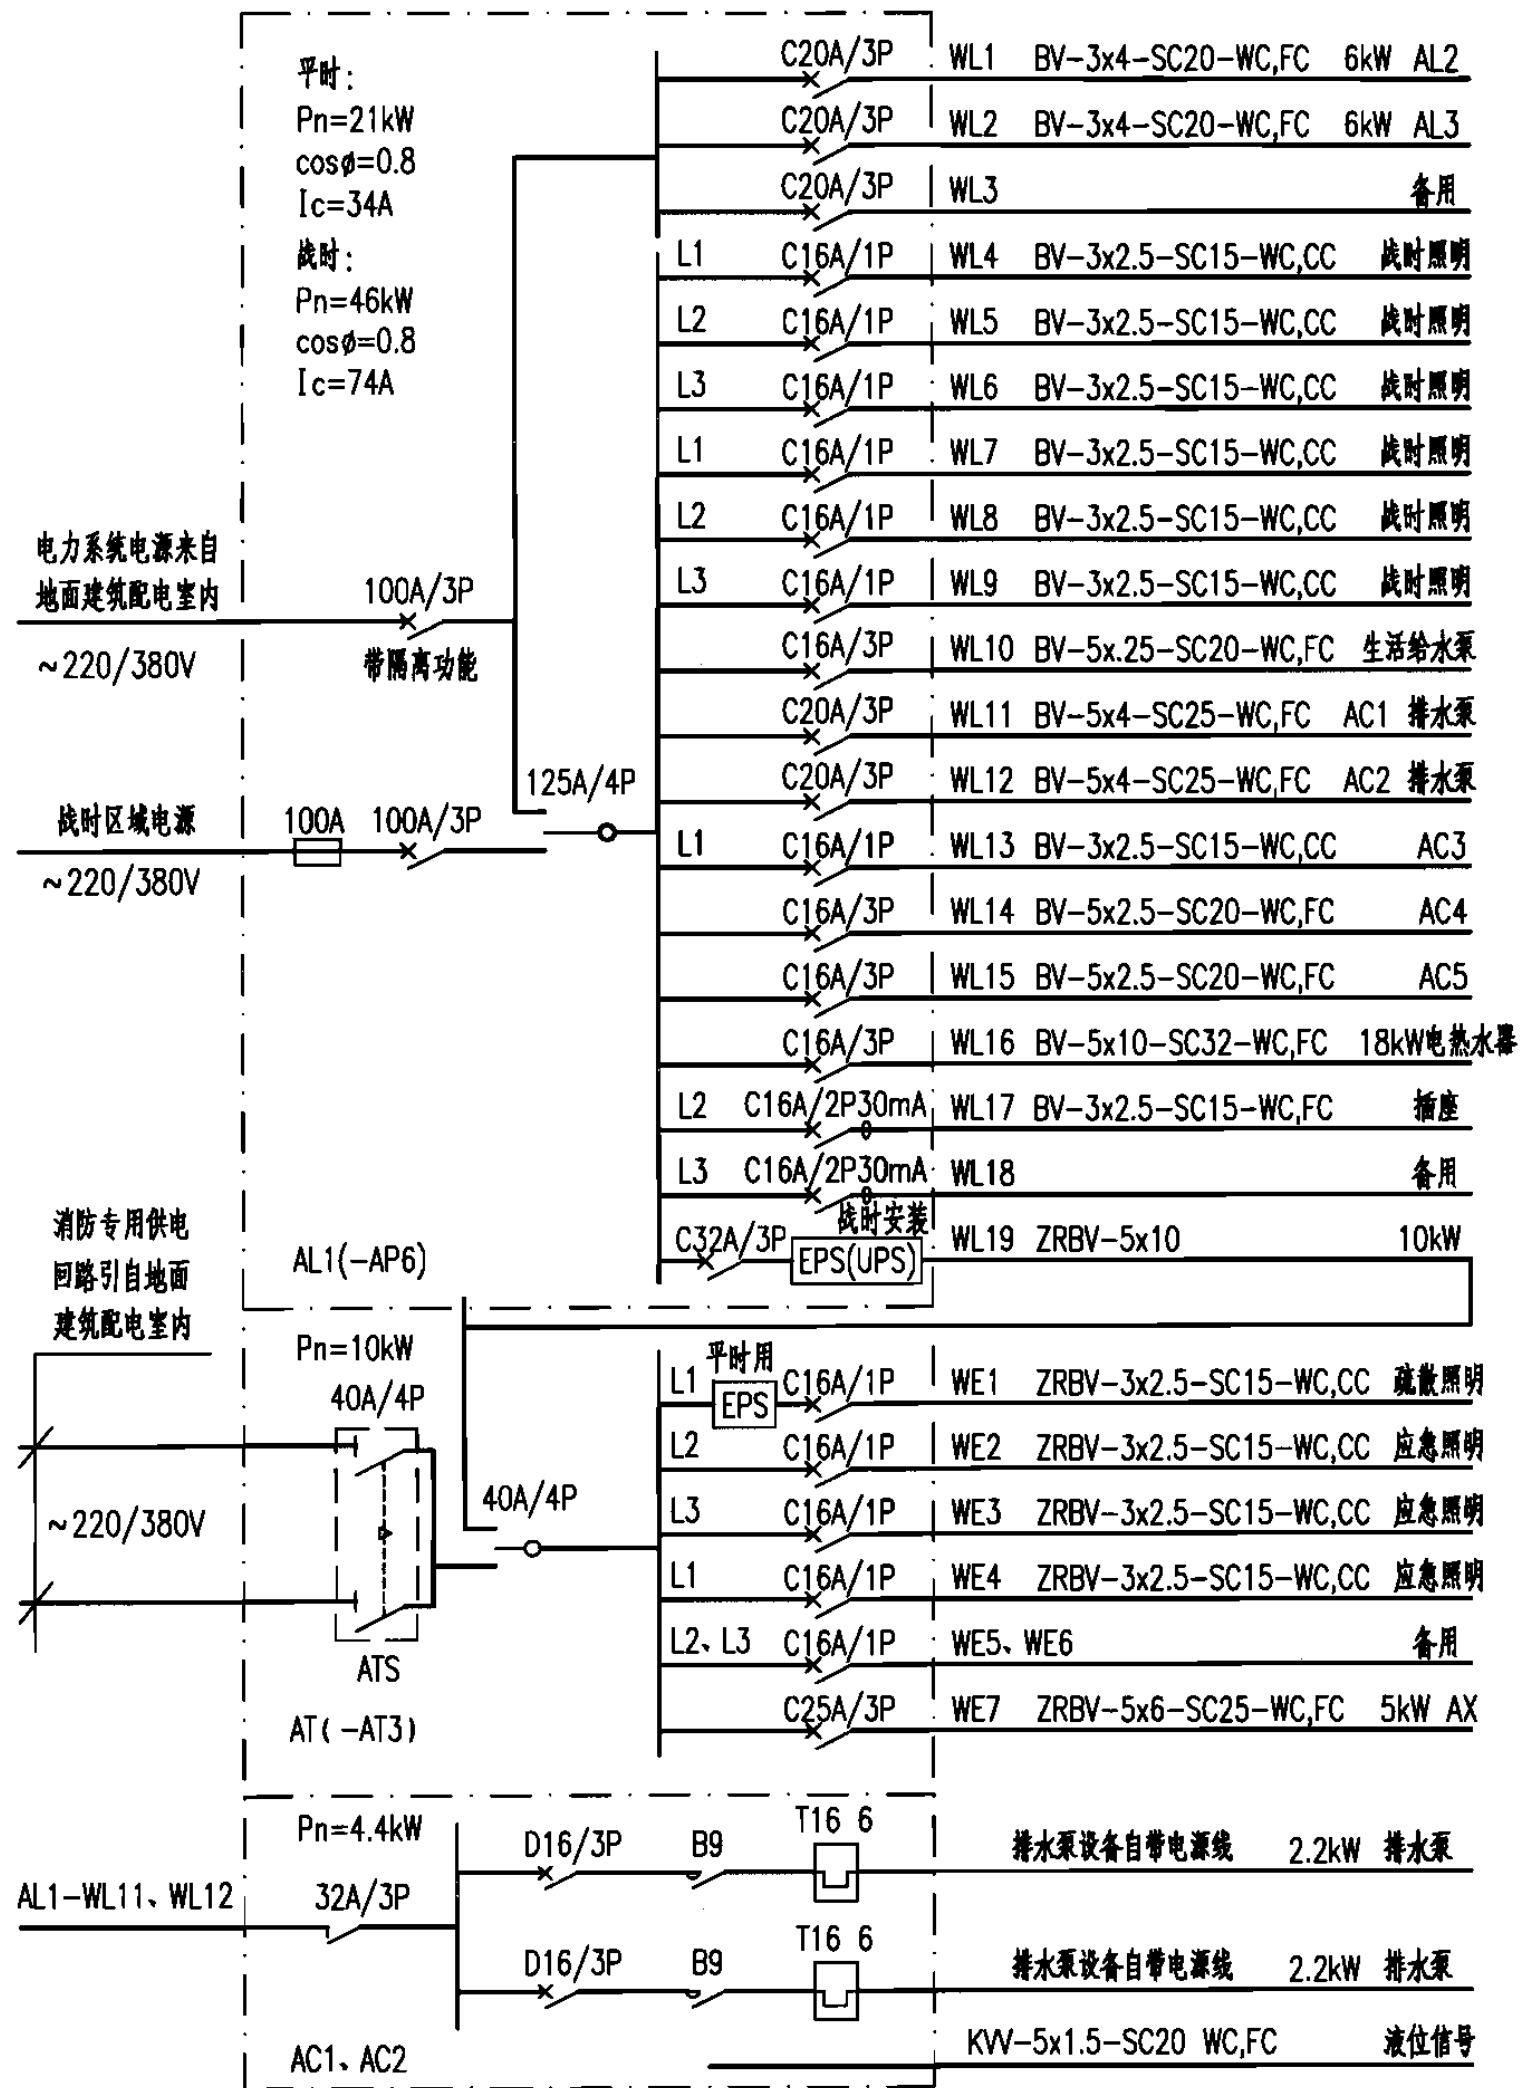 平时:
Pn=21kW
cosø=0.8
Ic=34A
战时:
Pn=46kW
cosø=0.8
Ic=74A
C20A/3P WL1 BV-3x4-SC20-WC,FC 6kW AL2
C20A/3P WL2 BV-3x4-SC20-WC,FC 6kW AL3
C20A/3P WL3 备用
L1 C16A/1P WL4 BV-3x2.5-SC15-WC,CC 战时照明
L2 C16A/1P WL5 BV-3x2.5-SC15-WC,CC 战时照明
L3 C16A/1P WL6 BV-3x2.5-SC15-WC,CC 战时照明
L1 C16A/1P WL7 BV-3x2.5-SC15-WC,CC 战时照明
L2 C16A/1P WL8 BV-3x2.5-SC15-WC,CC 战时照明
L3 C16A/1P WL9 BV-3x2.5-SC15-WC,CC 战时照明
C16A/3P WL10 BV-5x.25-SC20-WC,FC 生活给水泵
C20A/3P WL11 BV-5x4-SC25-WC,FC AC1 排水泵
C20A/3P WL12 BV-5x4-SC25-WC,FC AC2 排水泵
L1 C16A/1P WL13 BV-3x2.5-SC15-WC,CC AC3
C16A/3P WL14 BV-5x2.5-SC20-WC,FC AC4
C16A/3P WL15 BV-5x2.5-SC20-WC,FC AC5
C16A/3P WL16 BV-5x10-SC32-WC,FC 18kW电热水器
L2 C16A/2P30mA WL17 BV-3x2.5-SC15-WC,FC 插座
L3 C16A/2P30mA WL18 备用
战时安装
C32A/3P EPS(UPS) WL19 ZRBV-5x10 10kW
电力系统电源来自
地面建筑配电室内
~220/380V
100A/3P
带隔离功能
125A/4P
战时区域电源
~220/380V
100A 100A/3P
AL1(-AP6)
消防专用供电
回路引自地面
建筑配电室内
~220/380V
Pn=10kW
40A/4P
ATS
40A/4P
AT(-AT3)
平时用
L1 EPS C16A/1P WE1 ZRBV-3x2.5-SC15-WC,CC 疏散照明
L2 C16A/1P WE2 ZRBV-3x2.5-SC15-WC,CC 应急照明
L3 C16A/1P WE3 ZRBV-3x2.5-SC15-WC,CC 应急照明
L1 C16A/1P WE4 ZRBV-3x2.5-SC15-WC,CC 应急照明
L2、L3 C16A/1P WE5、WE6 备用
C25A/3P WE7 ZRBV-5x6-SC25-WC,FC 5kW AX
Pn=4.4kW
AL1-WL11、WL12 32A/3P
D16/3P B9 T16 6 排水泵设备自带电源线 2.2kW 排水泵
D16/3P B9 T16 6 排水泵设备自带电源线 2.2kW 排水泵
KVV-5x1.5-SC20 WC,FC 液位信号
AC1、AC2